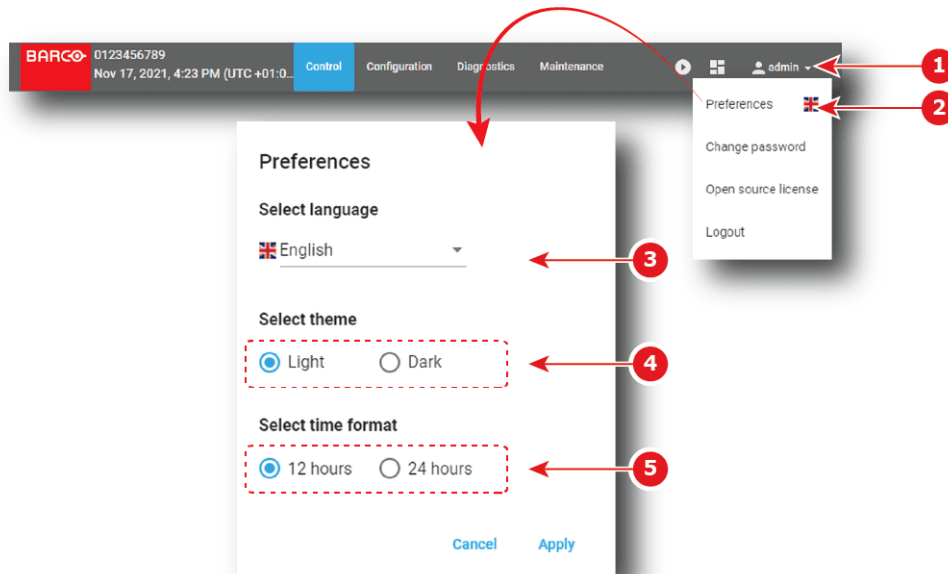 BARCO
0123456789
Nov 17, 2021, 4:23 PM (UTC +01:0...
Control
Configuration
Diagnostics
Maintenance
admin
1
Preferences
2
Change password
Open source license
Logout
Preferences
Select language
English
3
Select theme
Light
Dark
4
Select time format
12 hours
24 hours
5
Cancel
Apply